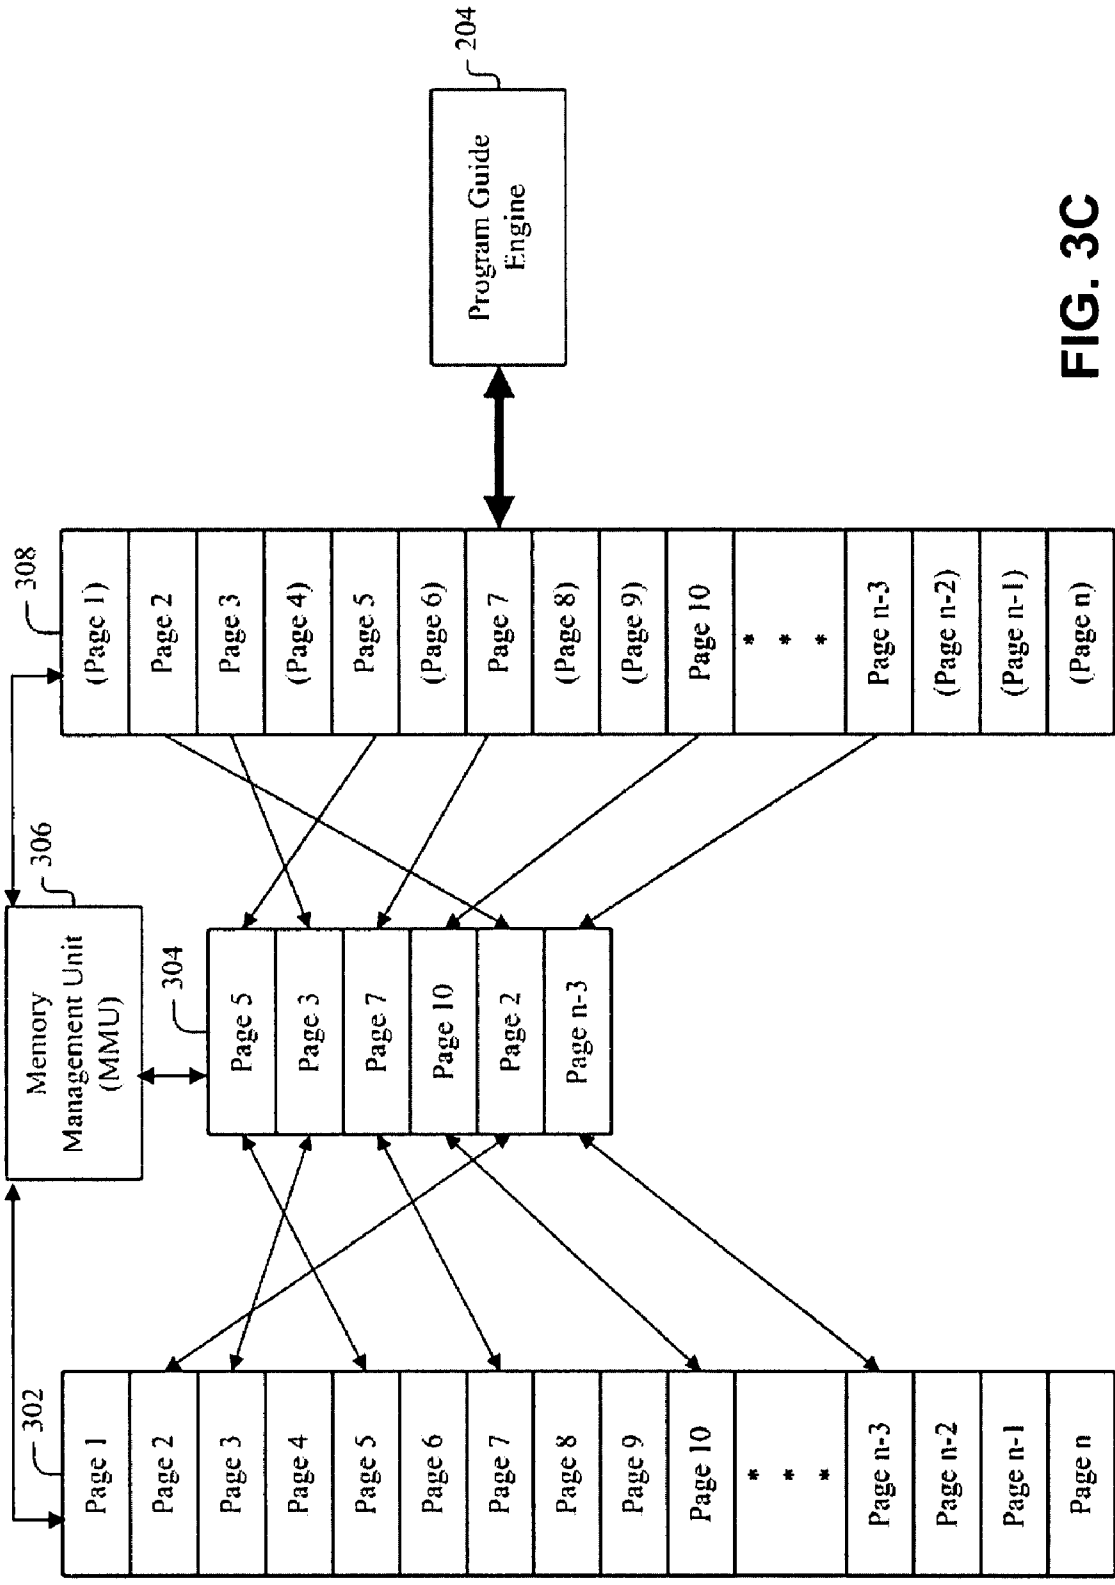 302
Page 1
Page 2
Page 3
Page 4
Page 5
Page 6
Page 7
Page 8
Page 9
Page 10
*
*
*
Page n-3
Page n-2
Page n-1
Page n
Memory
Management Unit
(MMU)
306
304
Page 5
Page 3
Page 7
Page 10
Page 2
Page n-3
308
(Page 1)
Page 2
Page 3
(Page 4)
Page 5
(Page 6)
Page 7
(Page 8)
(Page 9)
Page 10
*
*
*
Page n-3
(Page n-2)
(Page n-1)
(Page n)
204
Program Guide
Engine
FIG. 3C